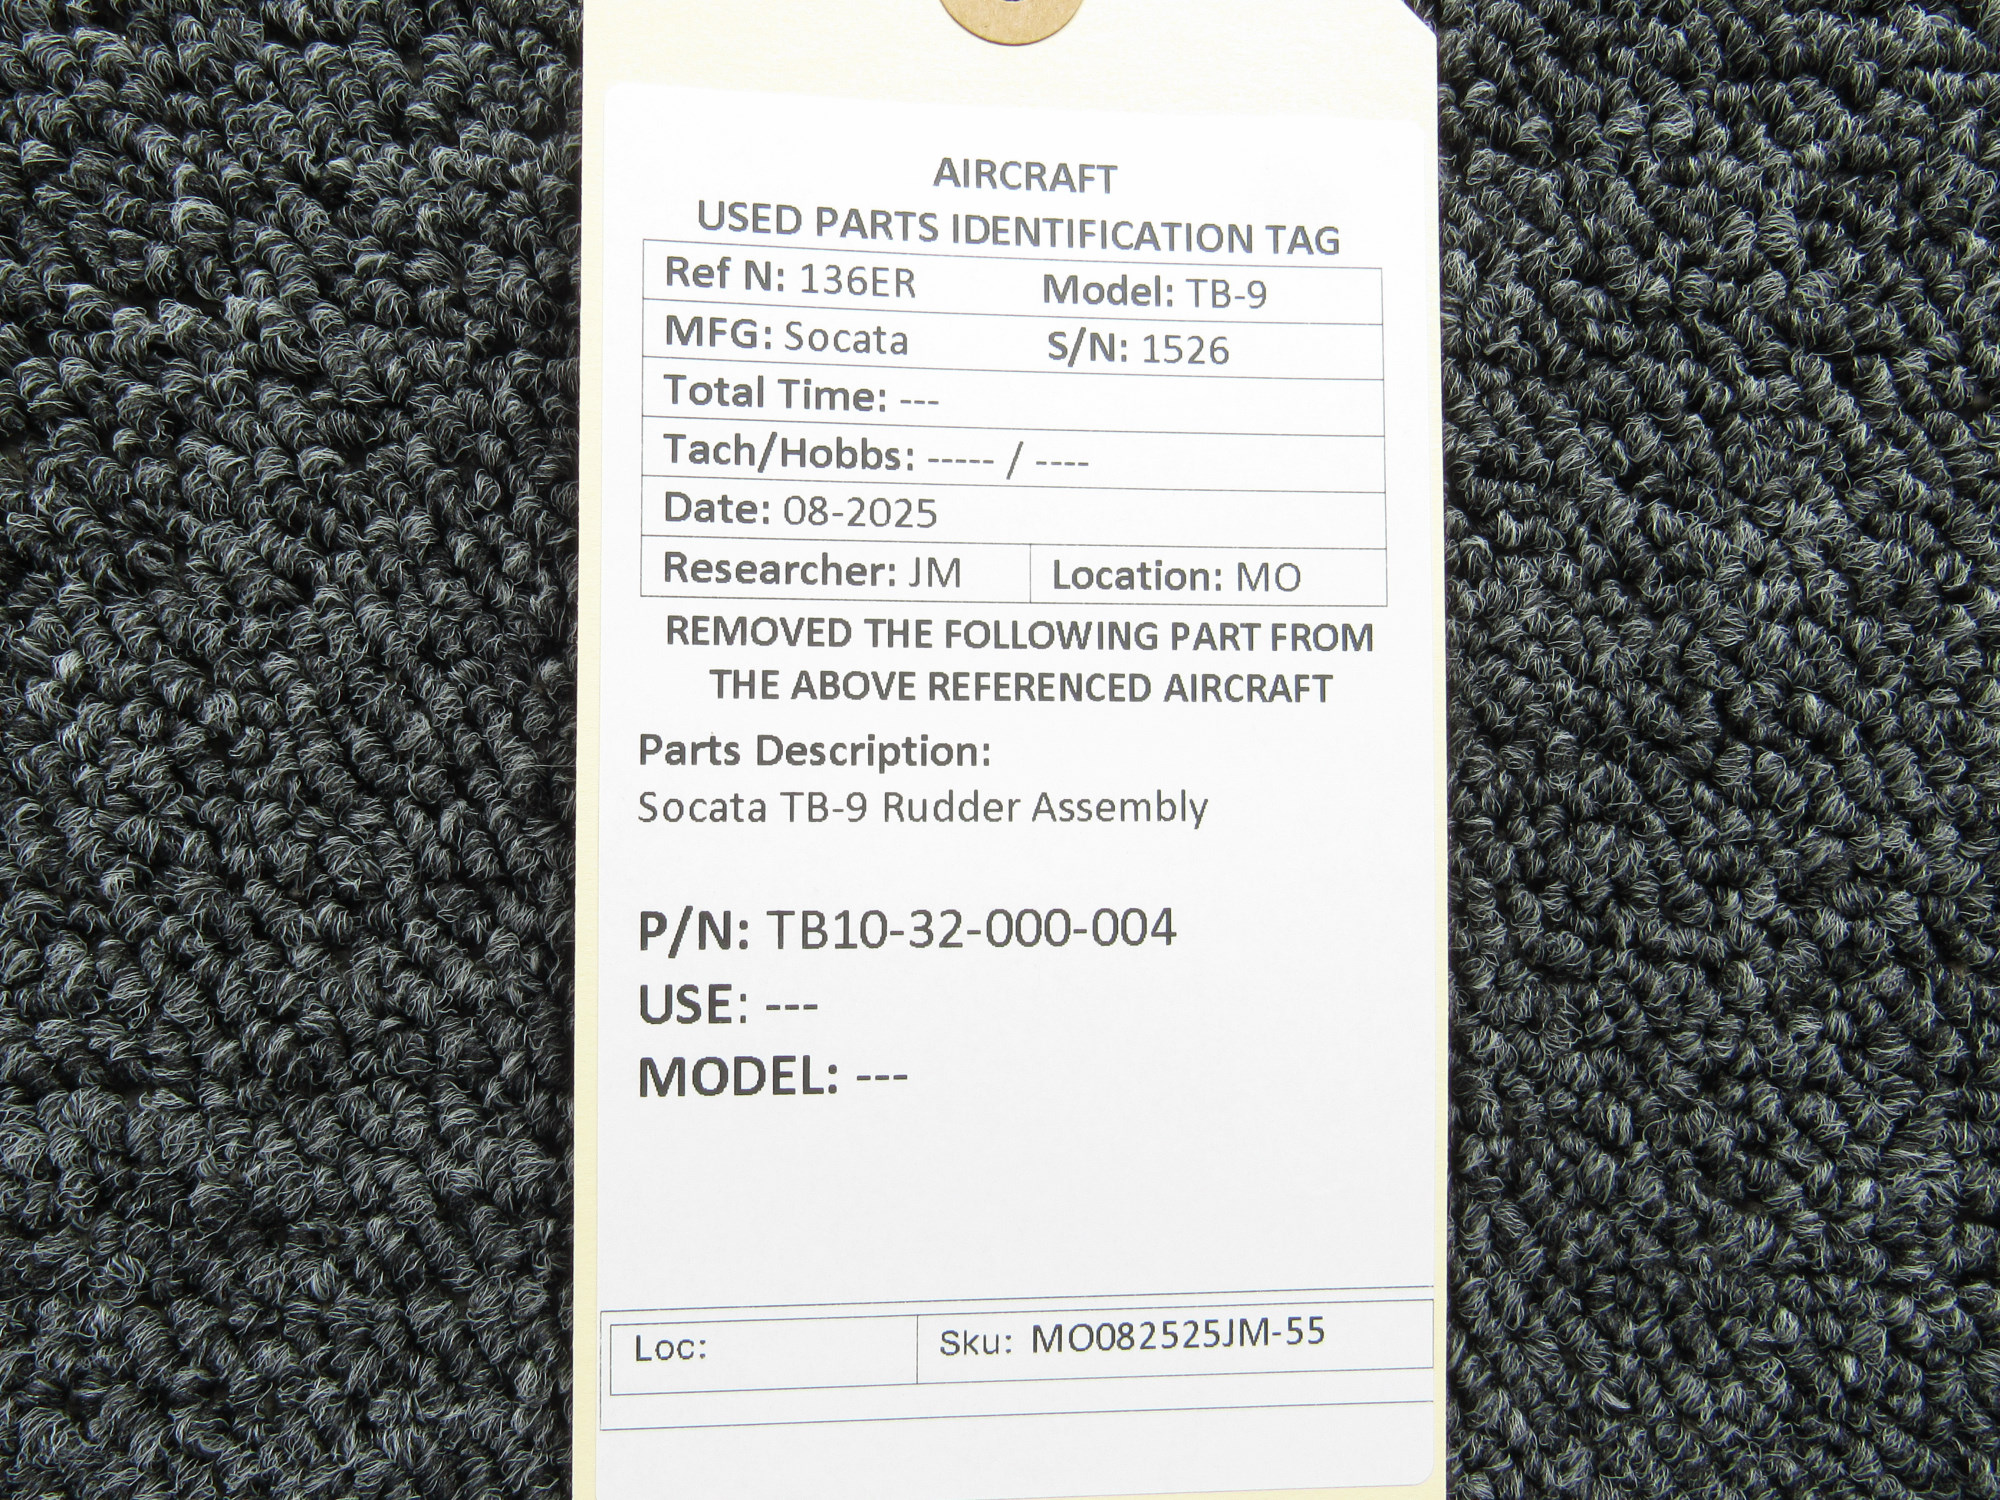 AIRCRAFT
USED PARTS IDENTIFICATION TAG
Ref N: 136ER Model: TB-9
MFG: Socata S/N: 1526
Total Time: ---
Tach/Hobbs: ----- / ----
Date: 08-2025
Researcher: JM Location: MO
REMOVED THE FOLLOWING PART FROM
THE ABOVE REFERENCED AIRCRAFT
Parts Description:
Socata TB-9 Rudder Assembly
P/N: TB10-32-000-004
USE: ---
MODEL: ---
Loc: Sku: MO082525JM-55